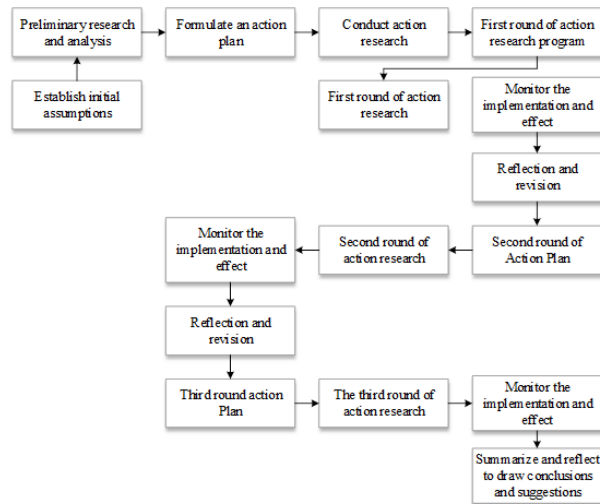 Preliminary research
and analysis
Formulate an action
plan
Conduct action
research
First round of action
research program
Establish initial
assumptions
First round of action
research
Monitor the
implementation and
effect
Reflection and
revision
Monitor the
implementation and
effect
Second round of
action research
Second round of
Action Plan
Reflection and
revision
Third round action
Plan
The third round of
action research
Monitor the
implementation and
effect
Summarize and reflect
to draw conclusions
and suggestions